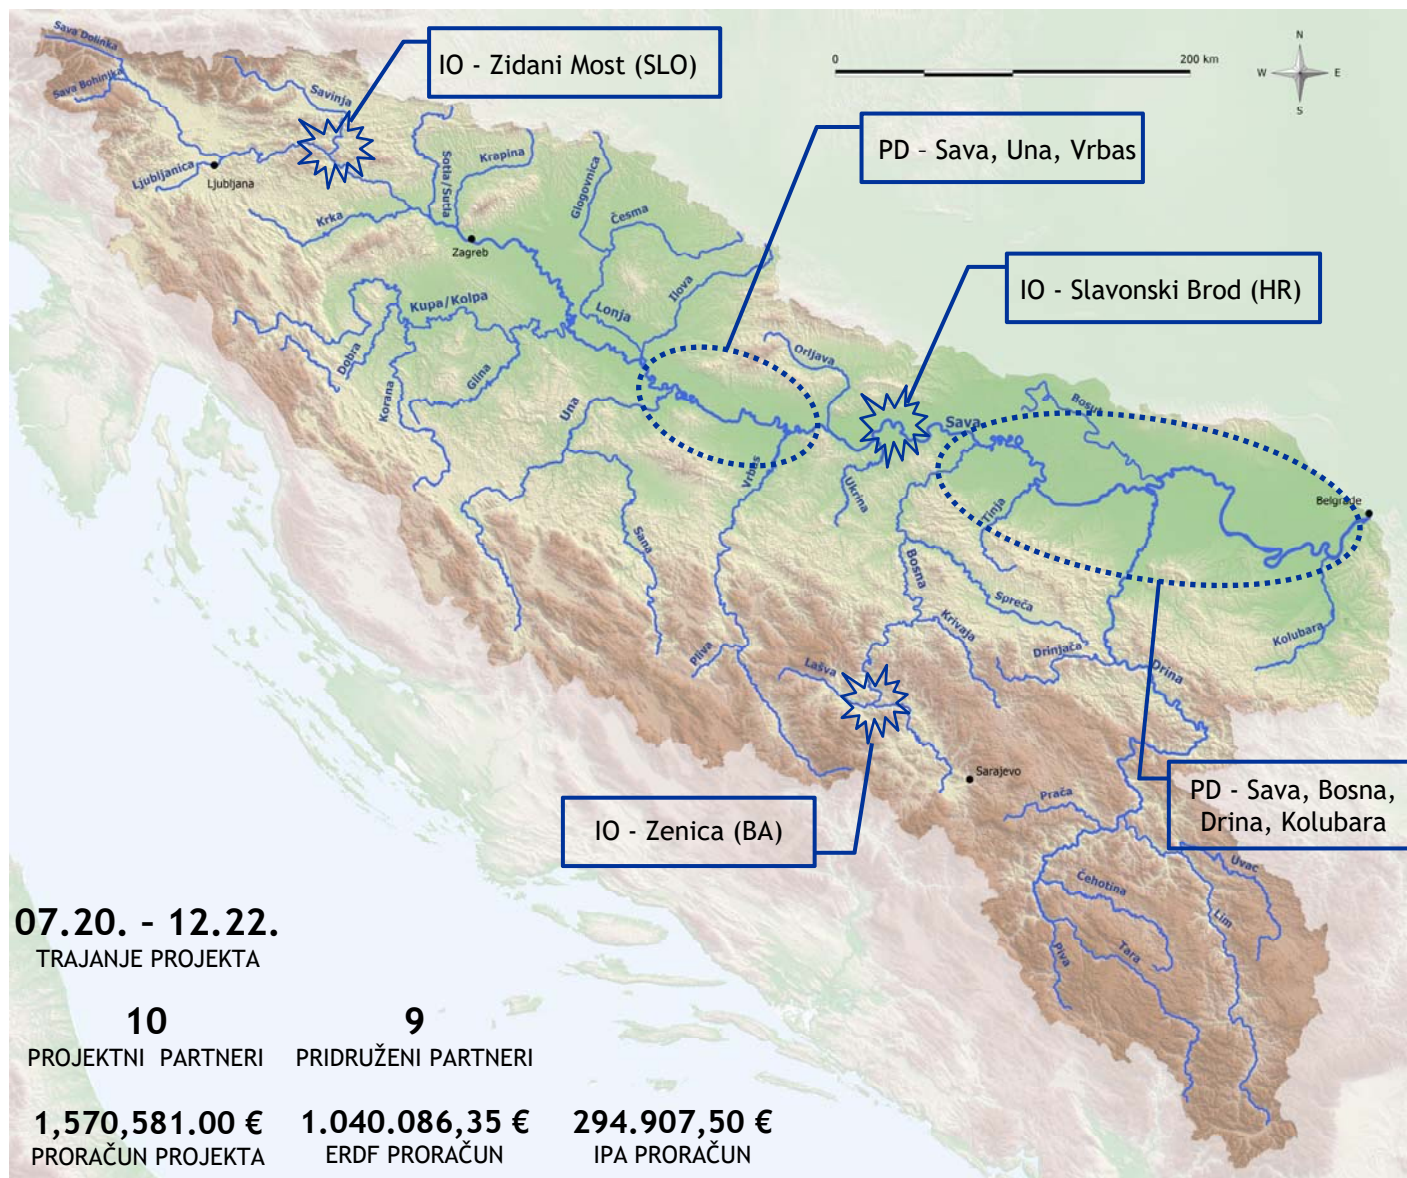 Sava Dolinka
Sava Bohinjka
Savinja
IO - Zidani Most (SLO)
0
200 km
N
W
E
S
PD - Sava, Una, Vrbas
Ljubljanica
Ljubljana
Sotla/Sutla
Krapina
Glogovnica
Česma
Krka
Zagreb
IO - Slavonski Brod (HR)
Kupa/Kolpa
Lonja
Ilova
Dobra
Korana
Glina
Una
Orljava
Sava
Bosut
Vrbas
Ukrina
Tinja
Belgrade
Sana
Bosna
Spreča
Krivaja
Drinjača
Drina
Kolubara
Pliva
Lašva
Sarajevo
IO - Zenica (BA)
PD - Sava, Bosna,
Drina, Kolubara
Prača
Uvac
Ćehotina
Lim
Tara
Piva
07.20. - 12.22.
TRAJANJE PROJEKTA
10
PROJEKTNI PARTNERI
9
PRIDRUŽENI PARTNERI
1,570,581.00 €
PRORAČUN PROJEKTA
1.040.086,35 €
ERDF PRORAČUN
294.907,50 €
IPA PRORAČUN